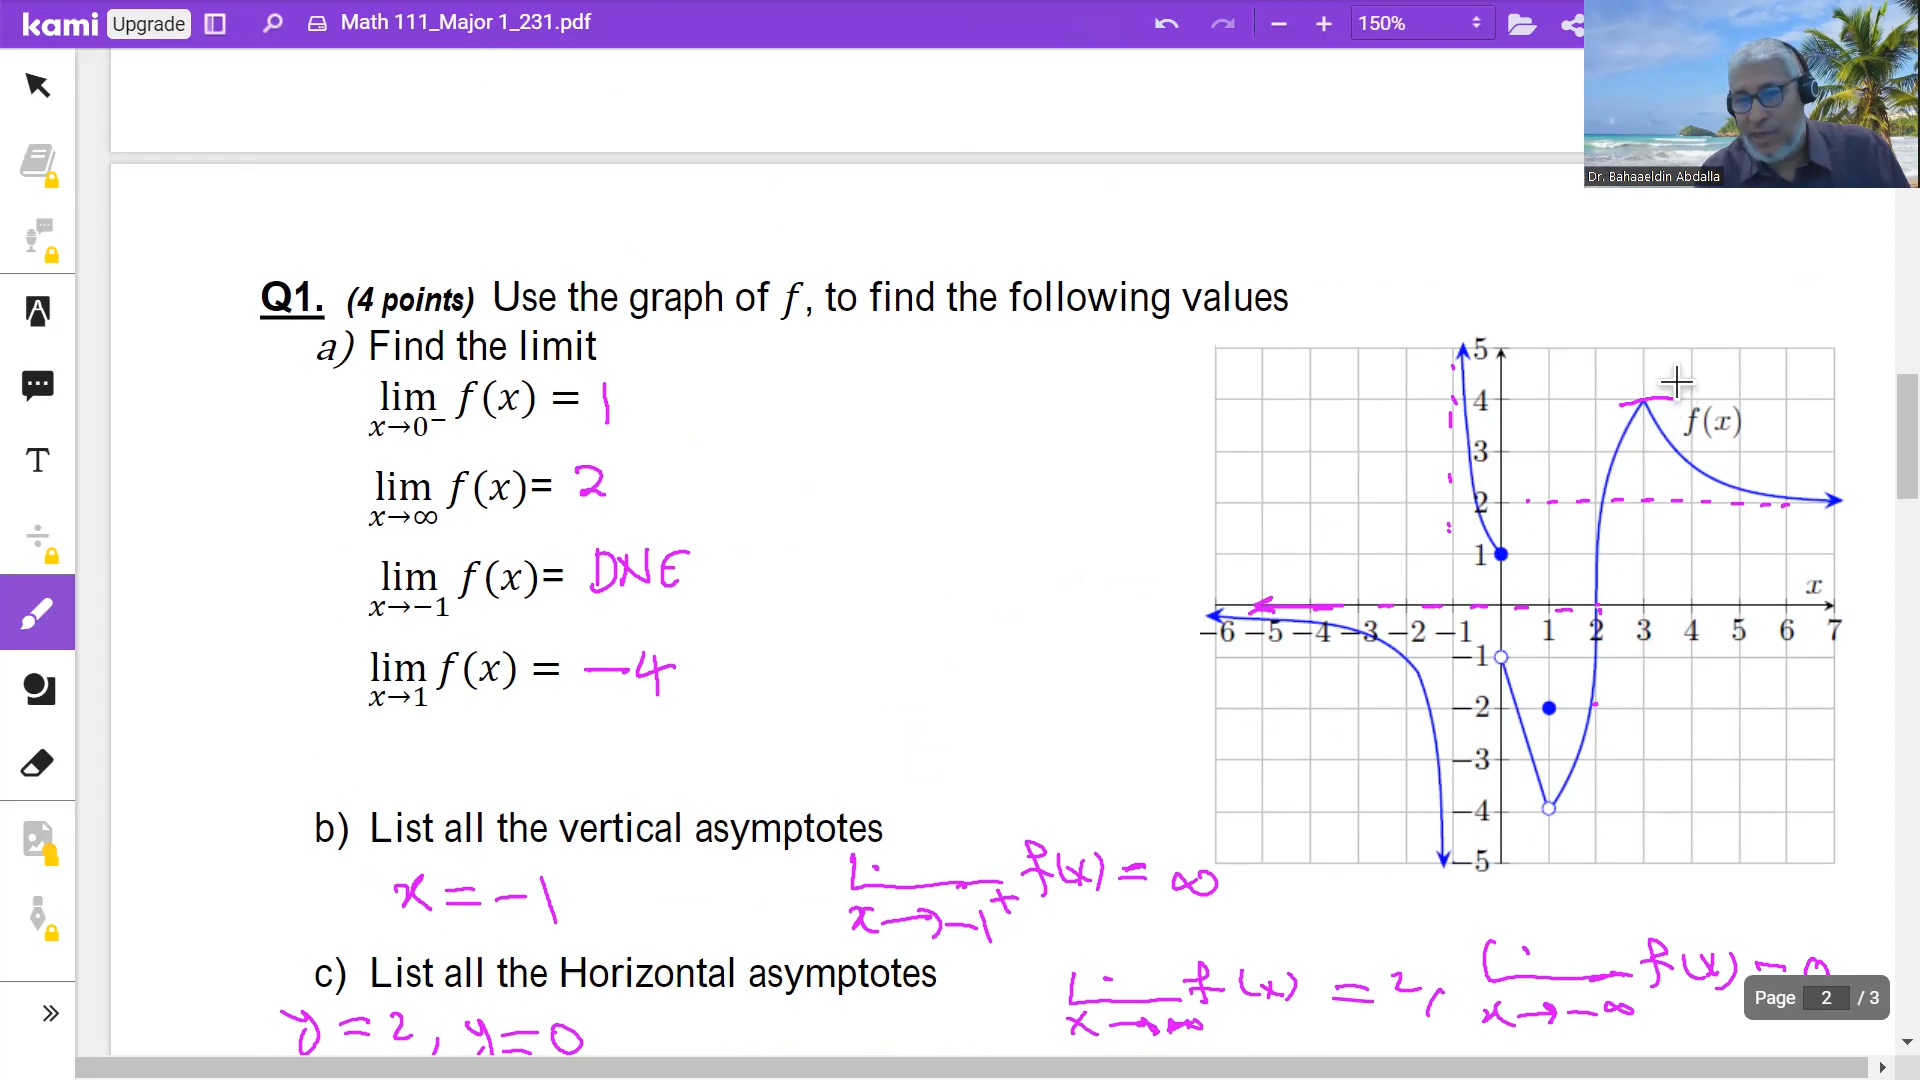 kami Upgrade Math 111_Major 1_231.pdf 150%
Dr. Bahaaeldin Abdalla
Q1. (4 points) Use the graph of f, to find the following values
a) Find the limit
lim x→0⁻ f(x) = 1
lim x→∞ f(x)= 2
lim x→−1 f(x)= DNE
lim x→1 f(x) = −4
5
4
f(x)
3
2
1
x
−6 −5 −4 −3 −2 −1 1 2 3 4 5 6 7
−1
−2
−3
−4
−5
b) List all the vertical asymptotes
x = −1
lim x→−1⁺ f(x) = ∞
c) List all the Horizontal asymptotes
y = 2, y = 0
lim x→∞ f(x) = 2, lim x→−∞ f(x) =
Page 2 / 3